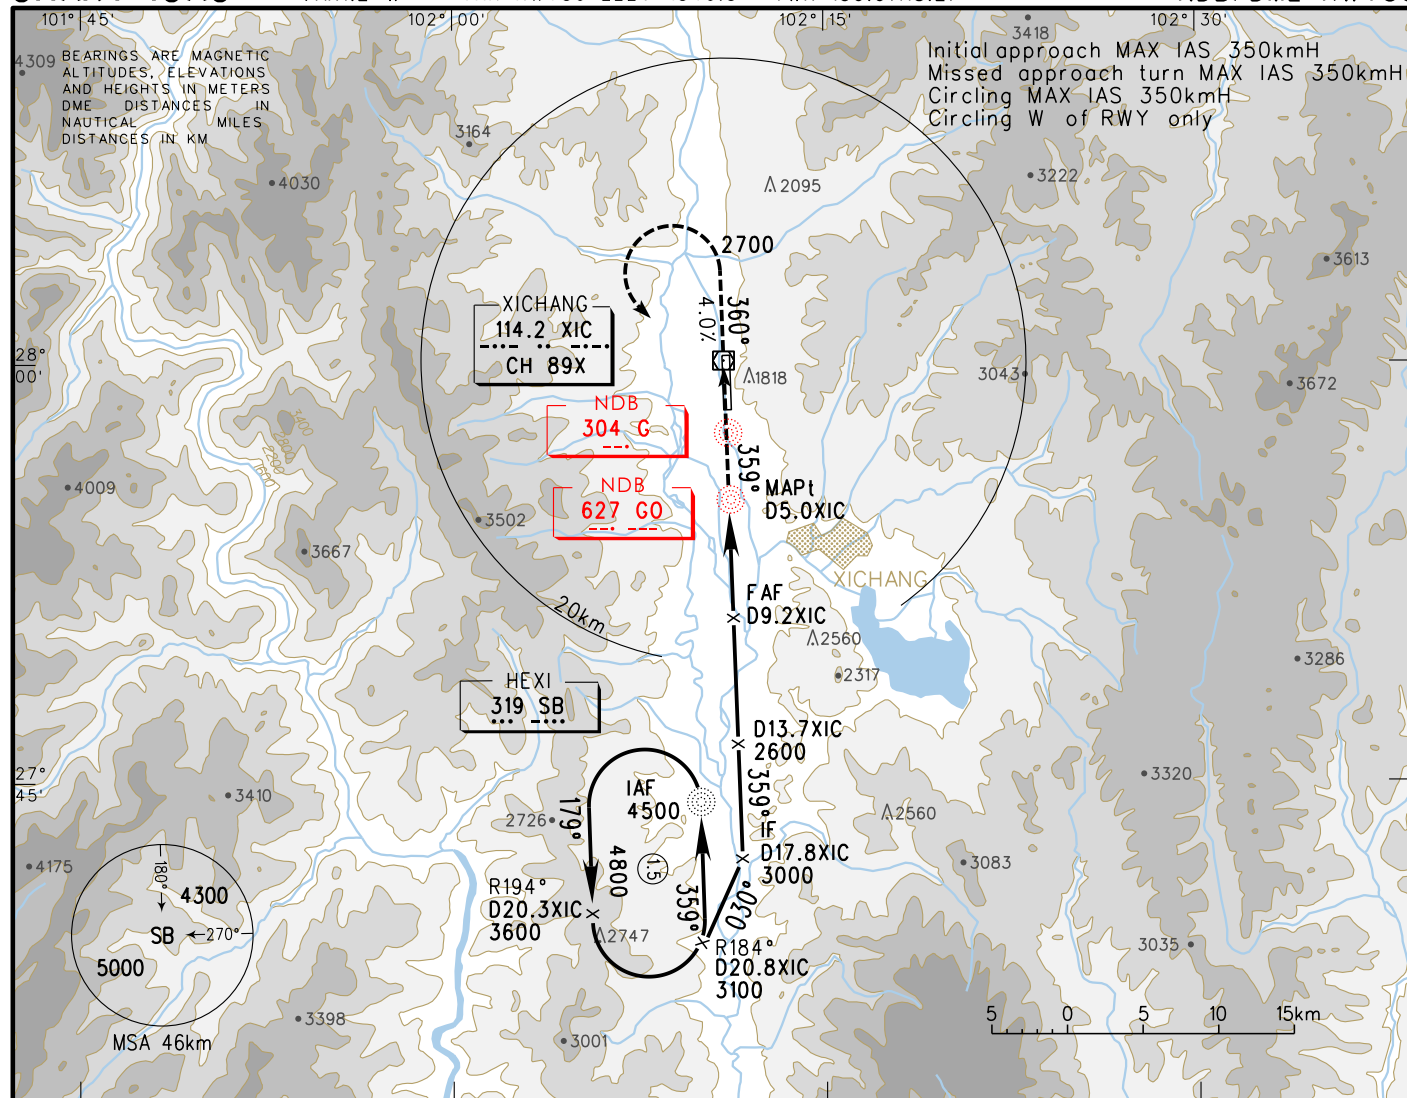 101° 45'
102° 00'
102° 15'
102° 30'
BEARINGS ARE MAGNETIC
ALTITUDES, ELEVATIONS
AND HEIGHTS IN METERS
DME DISTANCES IN
NAUTICAL MILES
DISTANCES IN KM
Initial approach MAX IAS 350kmH
Missed approach turn MAX IAS 350kmH
Circling MAX IAS 350kmH
Circling W of RWY only
4309
3418
3164
4030
2095
3222
2700
3613
360°
4.0%
XICHANG
114.2 XIC
CH 89X
28°
00'
1818
3043
3672
NDB
304 G
3400
2800
2200
1600
359°
4009
NDB
627 GO
MAPt
D5.0XIC
3502
3667
XICHANG
FAF
D9.2XIC
20km
2560
2317
3286
HEXI
319 SB
D13.7XIC
2600
27°
45'
3410
IAF
4500
359°
3320
2726
179°
2560
IF
D17.8XIC
3000
4175
4800
1.5
3083
180°
4300
SB
270°
5000
MSA 46km
R194°
D20.3XIC
3600
359°
030°
2747
R184°
D20.8XIC
3100
3035
3398
3001
5 0 5 10 15km